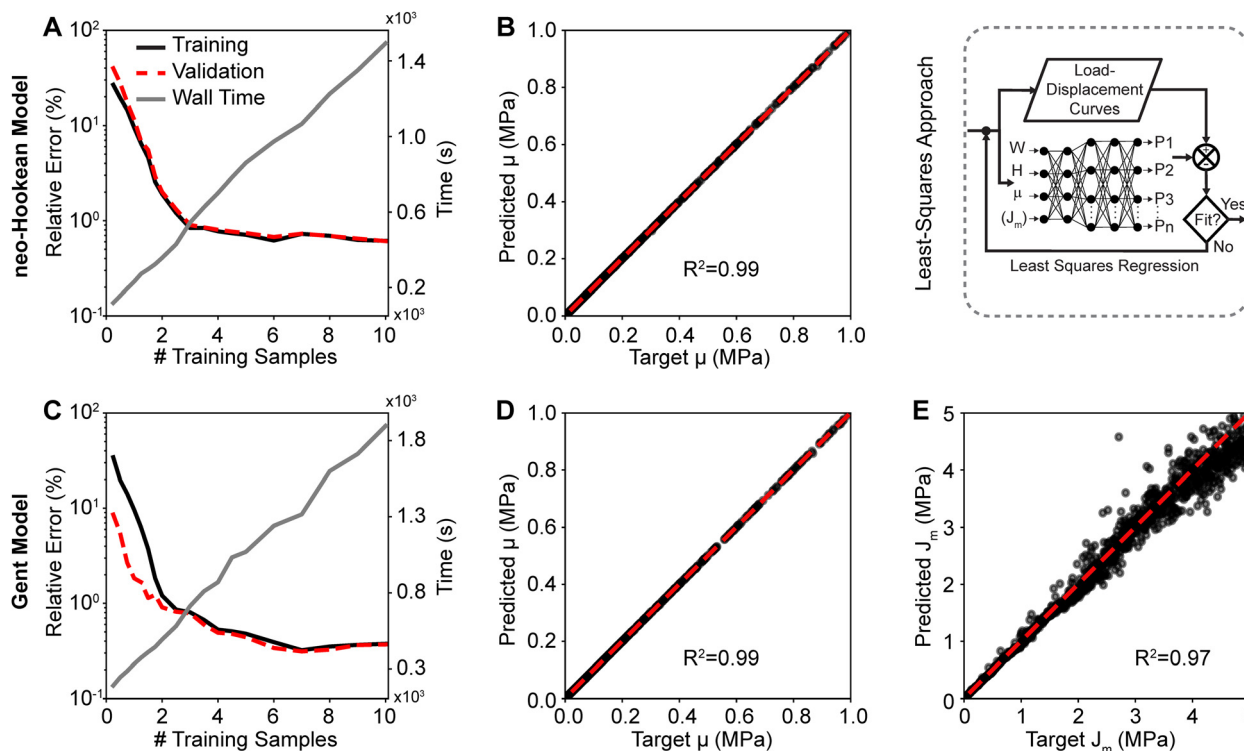 A
neo-Hookean Model
Relative Error (%)
10²
10¹
10⁰
10⁻¹
Training
Validation
Wall Time
x10³
1.4
1.0
0.6
0.2
Time (s)
0 2 4 6 8 10
x10³
# Training Samples
B
Predicted μ (MPa)
1.0
0.8
0.6
0.4
0.2
0.0
R²=0.99
0.0 0.2 0.4 0.6 0.8 1.0
Target μ (MPa)
Least-Squares Approach
Load-
Displacement
Curves
W
H
μ
(Jₘ)
P1
P2
P3
Pn
+
-
Fit?
Yes
No
Least Squares Regression
C
Gent Model
Relative Error (%)
10²
10¹
10⁰
10⁻¹
x10³
1.8
1.3
0.8
0.3
Time (s)
0 2 4 6 8 10
x10³
# Training Samples
D
Predicted μ (MPa)
1.0
0.8
0.6
0.4
0.2
0.0
R²=0.99
0.0 0.2 0.4 0.6 0.8 1.0
Target μ (MPa)
E
Predicted Jₘ (MPa)
5
4
3
2
1
0
R²=0.97
0 1 2 3 4
Target Jₘ (MPa)